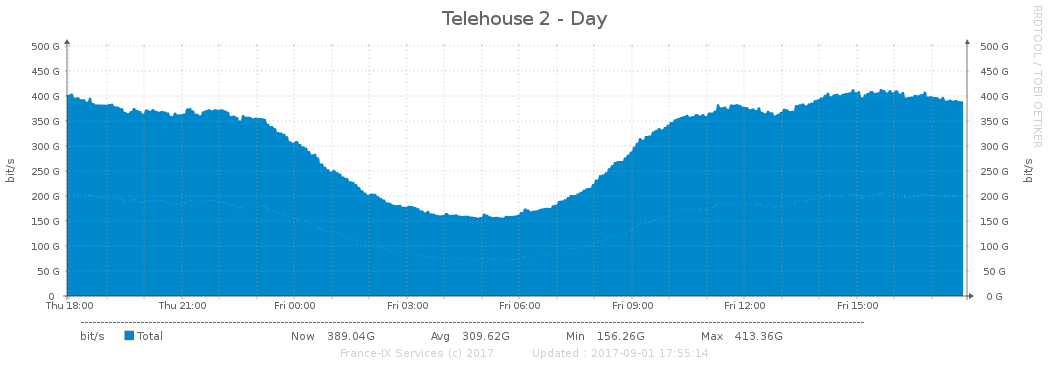 Telehouse 2 - Day
RRDTOOL / TOBI OETIKER
500 G 500 G
450 G 450 G
400 G 400 G
350 G 350 G
300 G 300 G
250 G 250 G
200 G 200 G
150 G 150 G
100 G 100 G
50 G 50 G
0 0 G
bit/s bit/s
Thu 18:00 Thu 21:00 Fri 00:00 Fri 03:00 Fri 06:00 Fri 09:00 Fri 12:00 Fri 15:00
bit/s Total Now 389.04G Avg 309.62G Min 156.26G Max 413.36G
France-IX Services (c) 2017 Updated : 2017-09-01 17:55:14